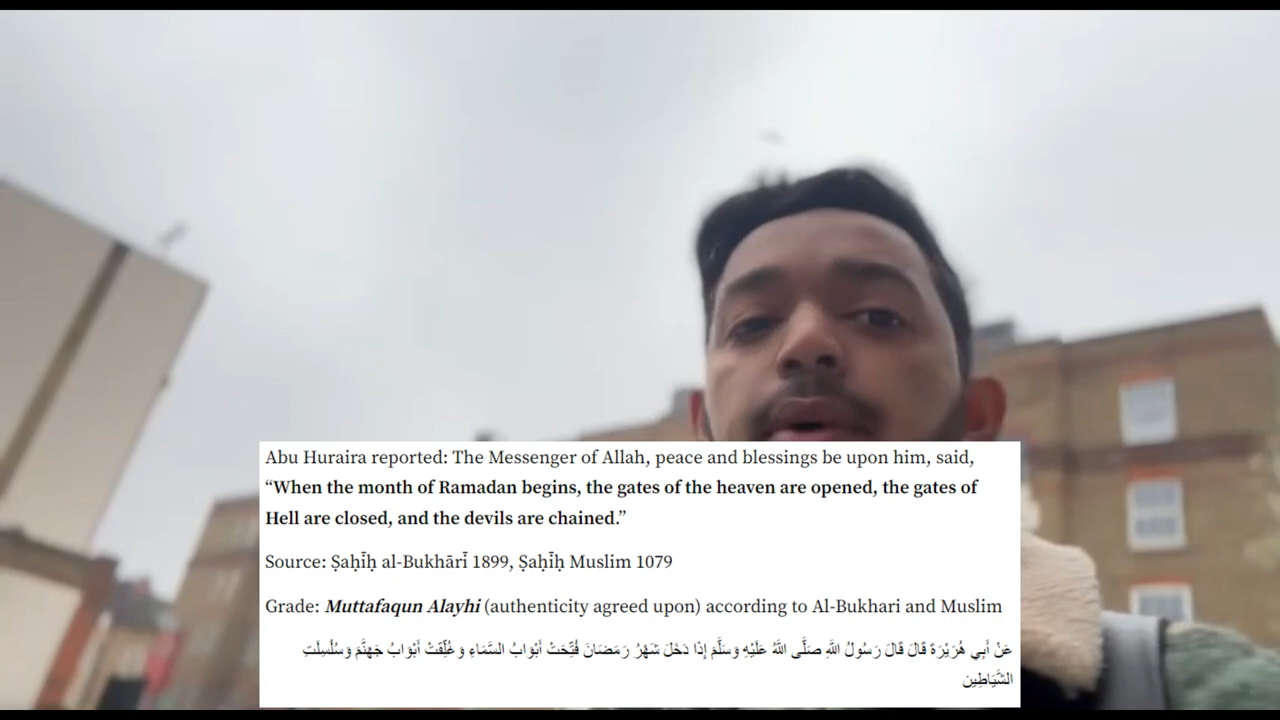 Abu Huraira reported: The Messenger of Allah, peace and blessings be upon him, said,
“When the month of Ramadan begins, the gates of the heaven are opened, the gates of
Hell are closed, and the devils are chained.”
Source: Ṣaḥīḥ al-Bukhārī 1899, Ṣaḥīḥ Muslim 1079
Grade: Muttafaqun Alayhi (authenticity agreed upon) according to Al-Bukhari and Muslim
عَنْ أَبِي هُرَيْرَةَ قَالَ قَالَ رَسُولُ اللَّهِ صَلَّى اللَّهُ عَلَيْهِ وَسَلَّمَ إِذَا دَخَلَ شَهْرُ رَمَضَانَ فُتِّحَتْ أَبْوَابُ السَّمَاءِ وَغُلِّقَتْ أَبْوَابُ جَهَنَّمَ وَسُلْسِلَتِ
الشَّيَاطِين